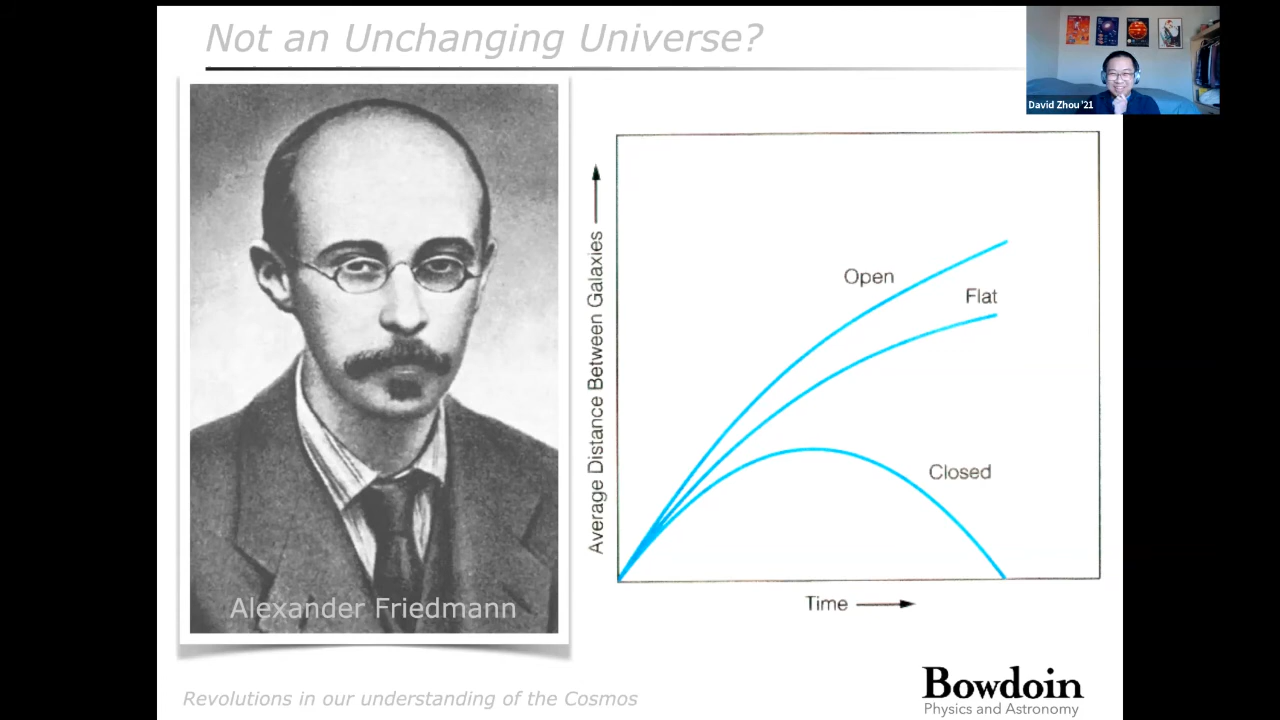 Not an Unchanging Universe?
David Zhou '21
Alexander Friedmann
Average Distance Between Galaxies
Open
Flat
Closed
Time
Revolutions in our understanding of the Cosmos
Bowdoin
Physics and Astronomy